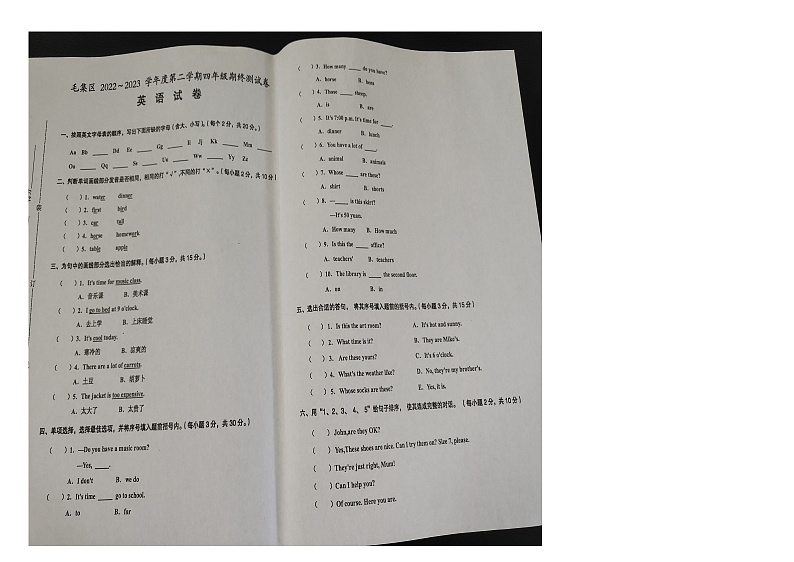 毛集区 2022～2023 学年度第二学期四年级期终测试卷
英 语 试 卷
一、按照英文字母表的顺序，写出下面所缺的字母（含大、小写）。（每个2分，共20分。）
Aa Bb ____ Dd Ee ____ Gg ____ Ii Jj Kk ____ Mm ____
Oo ____ Qq ____ Ss ____ Uu ____ Ww ____ Yy Zz
二、判断单词画线部分发音是否相同，相同的打“√”,不同的打“×”。（每小题2分，共10分）
( )1. water dinner
( )2. first bird
( )3. car tall
( )4. horse homework
( )5. table apple
三、为句中的画线部分选出恰当的解释。（每小题3分，共15分。）
( )1. It's time for music class.
A．音乐课 B．美术课
( )2. I go to bed at 9 o'clock.
A．去上学 B．上床睡觉
( )3. It's cool today.
A．寒冷的 B．凉爽的
( )4. There are a lot of carrots.
A．土豆 B．胡萝卜
( )5. The jacket is too expensive.
A．太大了 B．太贵了
四、单项选择，选择最佳选项，并将序号填入题前括号内。（每小题3分，共30分。）
( )1. —Do you have a music room?
—Yes, ____.
A. I don't B. we do
( )2. It's time ____ go to school.
A. to B. for
( )3. How many ____ do you have?
A. horse B. horses
( )4. Those ____ sheep.
A. is B. are
( )5. It's 7:00 p.m. It's time for ____.
A. dinner B. lunch
( )6. You have a lot of ____.
A. animal B. animals
( )7. Whose ____ are these?
A. shirt B. shorts
( )8. —____ is this skirt?
—It's 50 yuan.
A. How many B. How much
( )9. Is this the ____ office?
A. teachers' B. teacher
( )10. The library is ____ the second floor.
A. on B. in
五、选出合适的答句， 将其序号填入题前的括号内。（每小题3分，共15分）
( )1. Is this the art room? A. It's hot and sunny.
( )2. What time is it? B. They are Mike's.
( )3. Are these yours? C. It's 6 o'clock.
( )4. What's the weather like? D. No, they're my brother's.
( )5. Whose socks are these? E. Yes, it is.
六、用“1、2、3、 4、 5”给句子排序， 使其组成完整的对话。（每小题2分，共10分）
( ) John,are they OK?
( ) Yes,These shoes are nice. Can I try them on? Size 7, please.
( ) They're just right, Mum!
( ) Can I help you?
( ) Of course. Here you are.